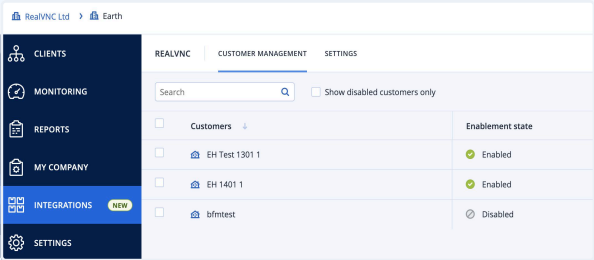 RealVNC Ltd > Earth
CLIENTS
MONITORING
REPORTS
MY COMPANY
INTEGRATIONS NEW
SETTINGS
REALVNC CUSTOMER MANAGEMENT SETTINGS
Search Show disabled customers only
Customers ↓ Enablement state
EH Test 1301 1 Enabled
EH 1401 1 Enabled
bfmtest Disabled